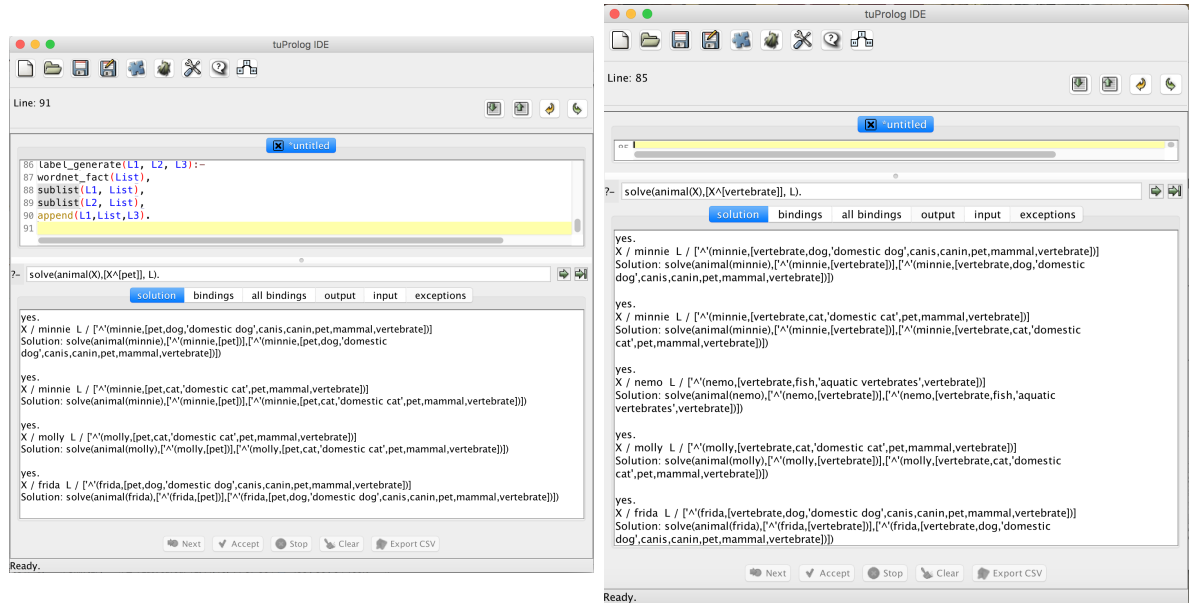 tuProlog IDE
Line: 91
*untitled
86 label_generate(L1, L2, L3):-
87 wordnet_fact(List),
88 sublist(L1, List),
89 sublist(L2, List),
90 append(L1,List,L3).
91
?- solve(animal(X),[X^[pet]], L).
solution bindings all bindings output input exceptions
yes.
X / minnie L / ['^'(minnie,[pet,dog,'domestic dog',canis,canin,pet,mammal,vertebrate])]
Solution: solve(animal(minnie),['^'(minnie,[pet])],['^'(minnie,[pet,dog,'domestic
dog',canis,canin,pet,mammal,vertebrate])])
yes.
X / minnie L / ['^'(minnie,[pet,cat,'domestic cat',pet,mammal,vertebrate])]
Solution: solve(animal(minnie),['^'(minnie,[pet])],['^'(minnie,[pet,cat,'domestic cat',pet,mammal,vertebrate])])
yes.
X / molly L / ['^'(molly,[pet,cat,'domestic cat',pet,mammal,vertebrate])]
Solution: solve(animal(molly),['^'(molly,[pet])],['^'(molly,[pet,cat,'domestic cat',pet,mammal,vertebrate])])
yes.
X / frida L / ['^'(frida,[pet,dog,'domestic dog',canis,canin,pet,mammal,vertebrate])]
Solution: solve(animal(frida),['^'(frida,[pet])],['^'(frida,[pet,dog,'domestic dog',canis,canin,pet,mammal,vertebrate])])
Next Accept Stop Clear Export CSV
Ready.
tuProlog IDE
Line: 85
*untitled
?- solve(animal(X),[X^[vertebrate]], L).
solution bindings all bindings output input exceptions
yes.
X / minnie L / ['^'(minnie,[vertebrate,dog,'domestic dog',canis,canin,pet,mammal,vertebrate])]
Solution: solve(animal(minnie),['^'(minnie,[vertebrate])],['^'(minnie,[vertebrate,dog,'domestic
dog',canis,canin,pet,mammal,vertebrate])])
yes.
X / minnie L / ['^'(minnie,[vertebrate,cat,'domestic cat',pet,mammal,vertebrate])]
Solution: solve(animal(minnie),['^'(minnie,[vertebrate])],['^'(minnie,[vertebrate,cat,'domestic
cat',pet,mammal,vertebrate])])
yes.
X / nemo L / ['^'(nemo,[vertebrate,fish,'aquatic vertebrates',vertebrate])]
Solution: solve(animal(nemo),['^'(nemo,[vertebrate])],['^'(nemo,[vertebrate,fish,'aquatic
vertebrates',vertebrate])])
yes.
X / molly L / ['^'(molly,[vertebrate,cat,'domestic cat',pet,mammal,vertebrate])]
Solution: solve(animal(molly),['^'(molly,[vertebrate])],['^'(molly,[vertebrate,cat,'domestic
cat',pet,mammal,vertebrate])])
yes.
X / frida L / ['^'(frida,[vertebrate,dog,'domestic dog',canis,canin,pet,mammal,vertebrate])]
Solution: solve(animal(frida),['^'(frida,[vertebrate])],['^'(frida,[vertebrate,dog,'domestic
dog',canis,canin,pet,mammal,vertebrate])])
Next Accept Stop Clear Export CSV
Ready.